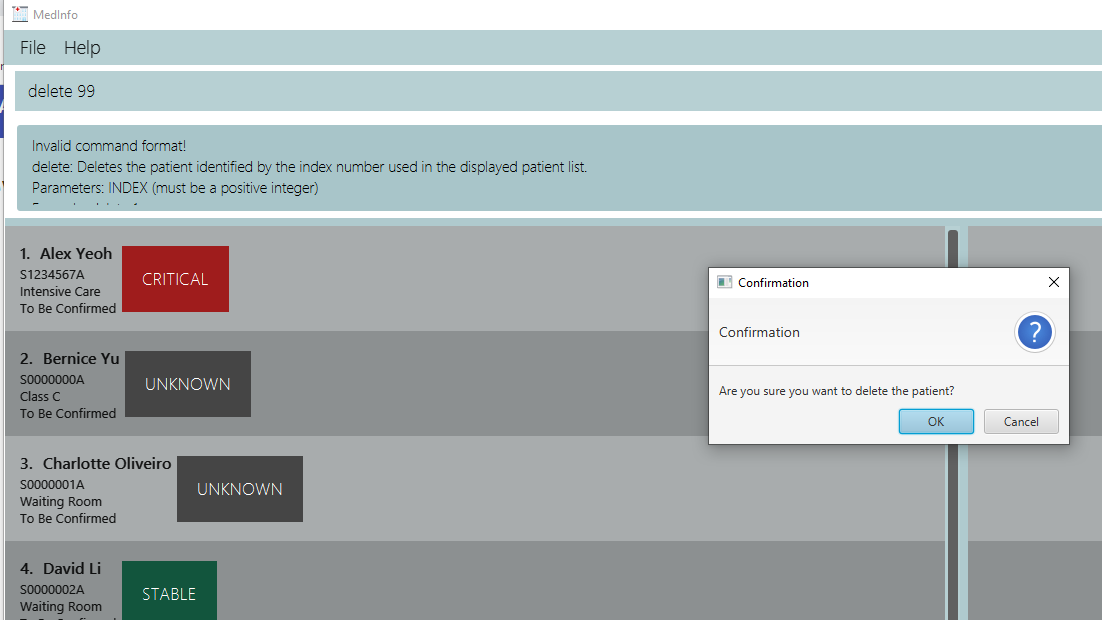 MedInfo
File Help
delete 99
Invalid command format!
delete: Deletes the patient identified by the index number used in the displayed patient list.
Parameters: INDEX (must be a positive integer)
1. Alex Yeoh
S1234567A
Intensive Care
To Be Confirmed
CRITICAL
2. Bernice Yu
S0000000A
Class C
To Be Confirmed
UNKNOWN
3. Charlotte Oliveiro
S0000001A
Waiting Room
To Be Confirmed
UNKNOWN
4. David Li
S0000002A
Waiting Room
STABLE
Confirmation
Confirmation
?
Are you sure you want to delete the patient?
OK Cancel